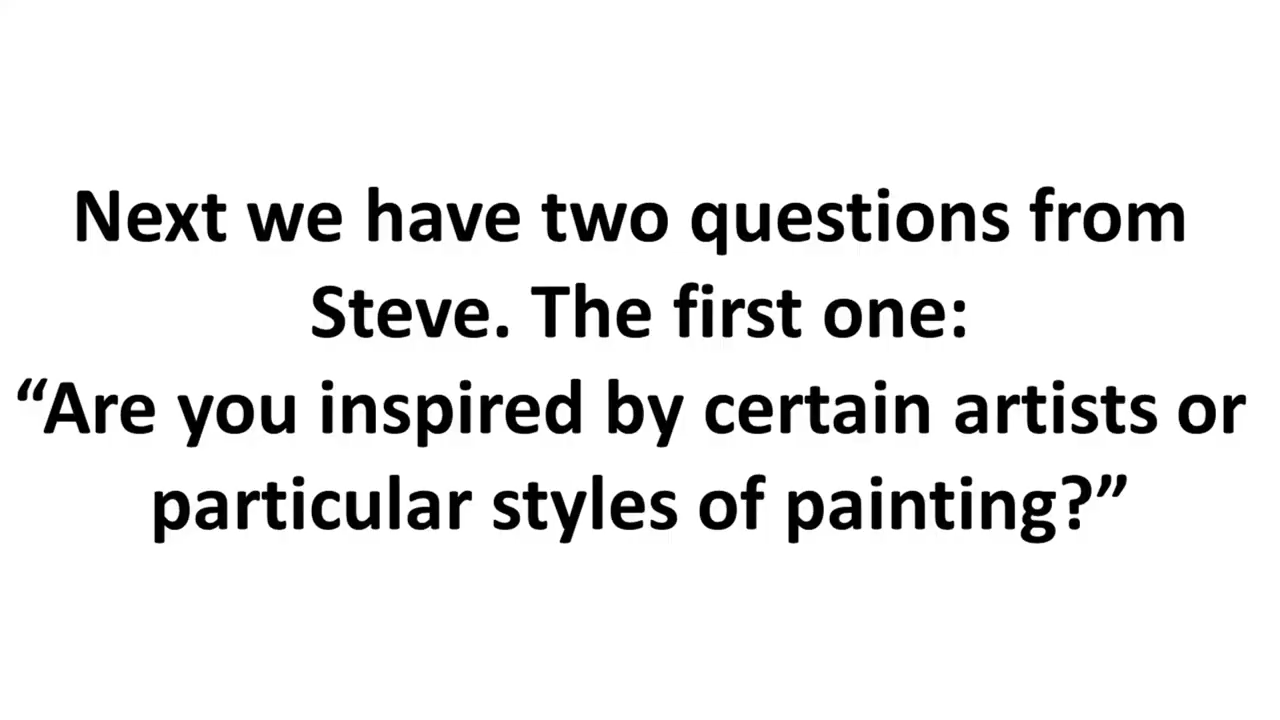 Next we have two questions from
Steve. The first one:
“Are you inspired by certain artists or
particular styles of painting?”